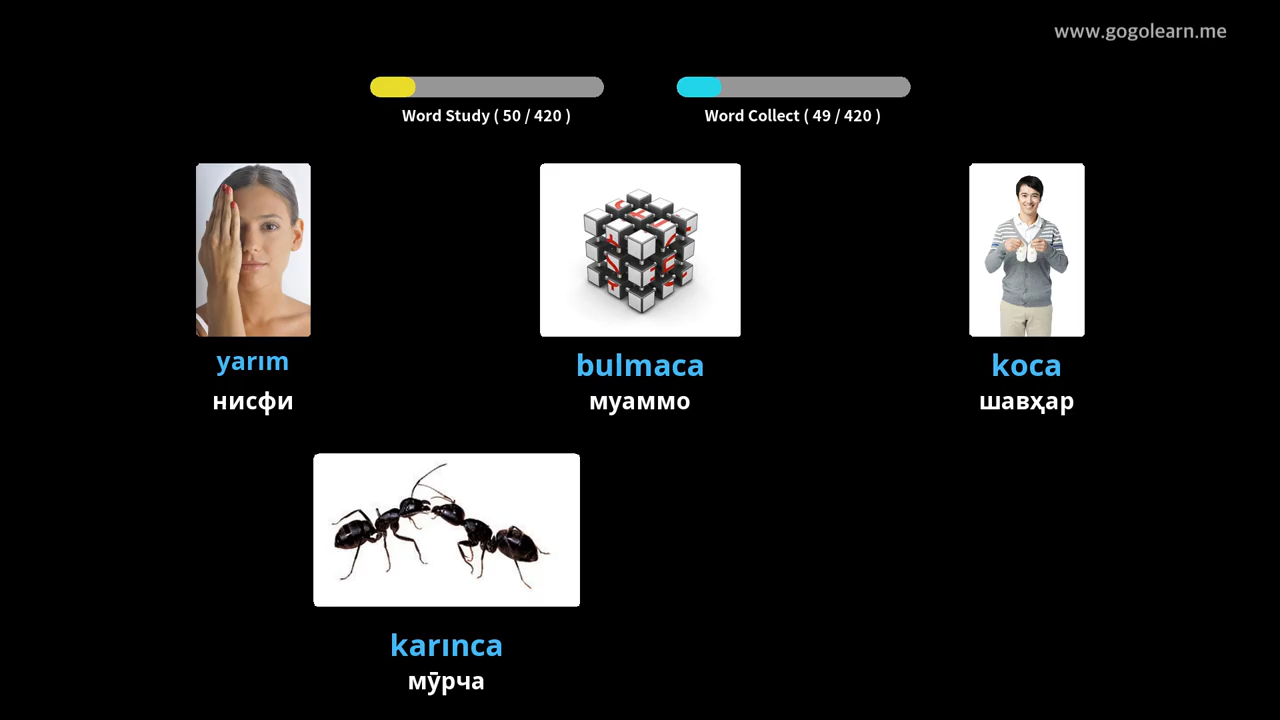 www.gogolearn.me
Word Study ( 50 / 420 )
Word Collect ( 49 / 420 )
yarım
нисфи
bulmaca
муаммо
koca
шавҳар
karınca
мӯрча